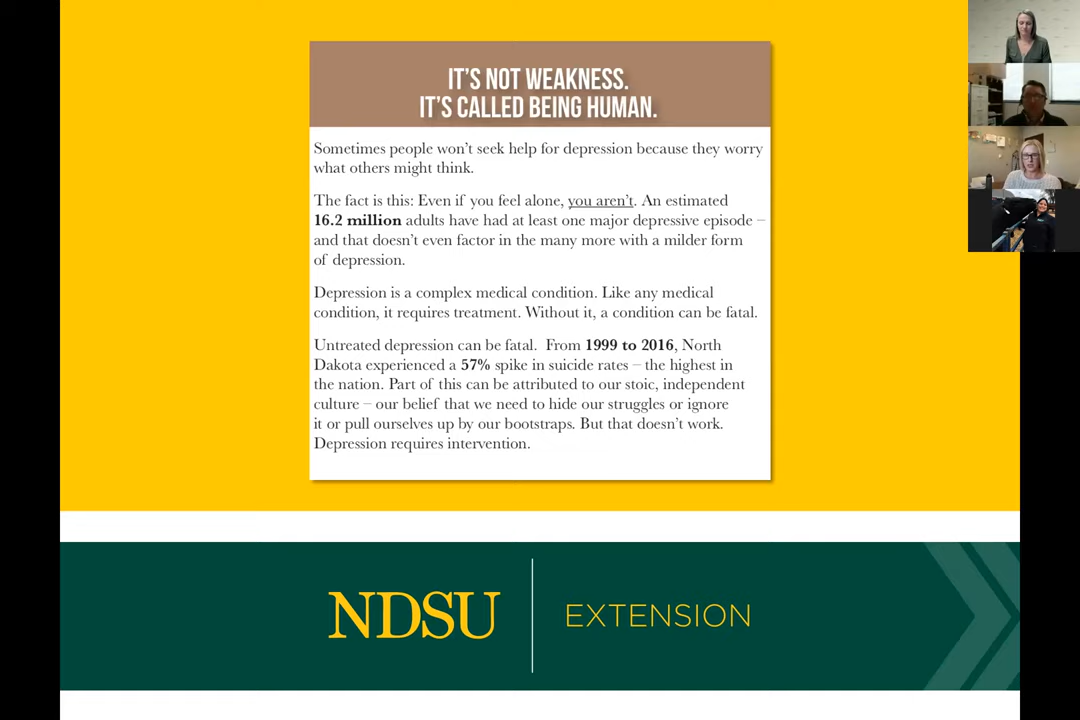 IT'S NOT WEAKNESS.
IT'S CALLED BEING HUMAN.
Sometimes people won't seek help for depression because they worry
what others might think.
The fact is this: Even if you feel alone, you aren't. An estimated
16.2 million adults have had at least one major depressive episode –
and that doesn't even factor in the many more with a milder form
of depression.
Depression is a complex medical condition. Like any medical
condition, it requires treatment. Without it, a condition can be fatal.
Untreated depression can be fatal. From 1999 to 2016, North
Dakota experienced a 57% spike in suicide rates – the highest in
the nation. Part of this can be attributed to our stoic, independent
culture – our belief that we need to hide our struggles or ignore
it or pull ourselves up by our bootstraps. But that doesn't work.
Depression requires intervention.
NDSU EXTENSION